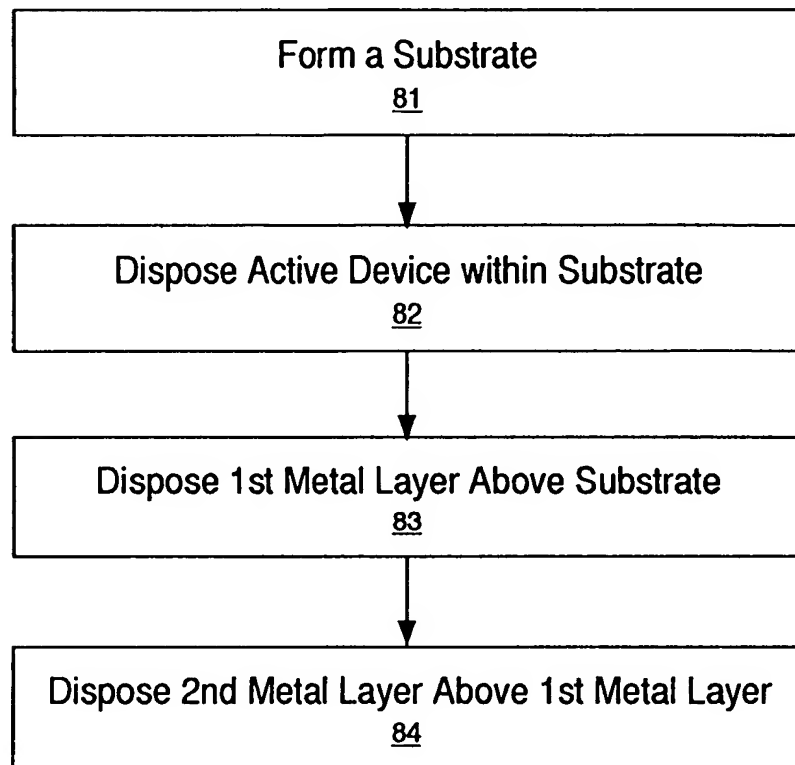 Form a Substrate
81
Dispose Active Device within Substrate
82
Dispose 1st Metal Layer Above Substrate
83
Dispose 2nd Metal Layer Above 1st Metal Layer
84